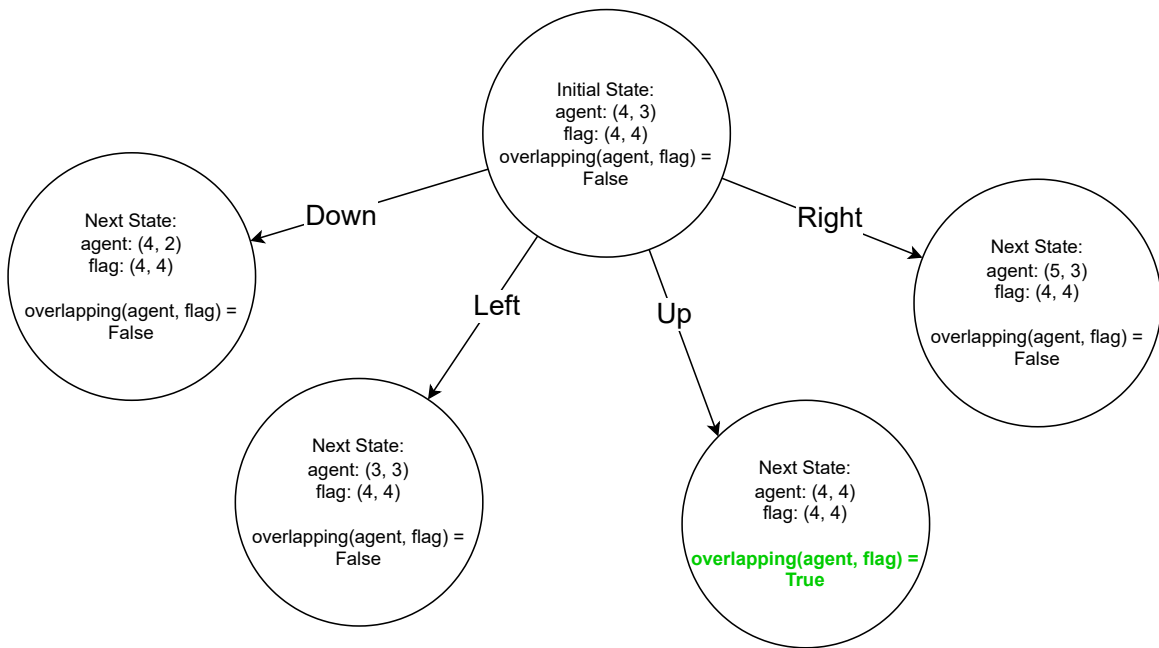 Initial State:
agent: (4, 3)
flag: (4, 4)
overlapping(agent, flag) =
False
Down
Left
Up
Right
Next State:
agent: (4, 2)
flag: (4, 4)
overlapping(agent, flag) =
False
Next State:
agent: (3, 3)
flag: (4, 4)
overlapping(agent, flag) =
False
Next State:
agent: (4, 4)
flag: (4, 4)
overlapping(agent, flag) =
True
Next State:
agent: (5, 3)
flag: (4, 4)
overlapping(agent, flag) =
False